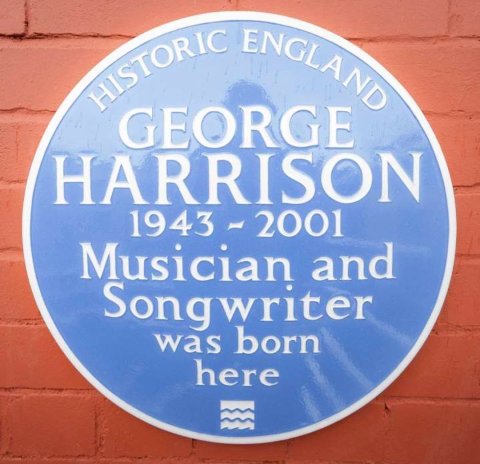 HISTORIC ENGLAND
GEORGE
HARRISON
1943 - 2001
Musician and
Songwriter
was born
here